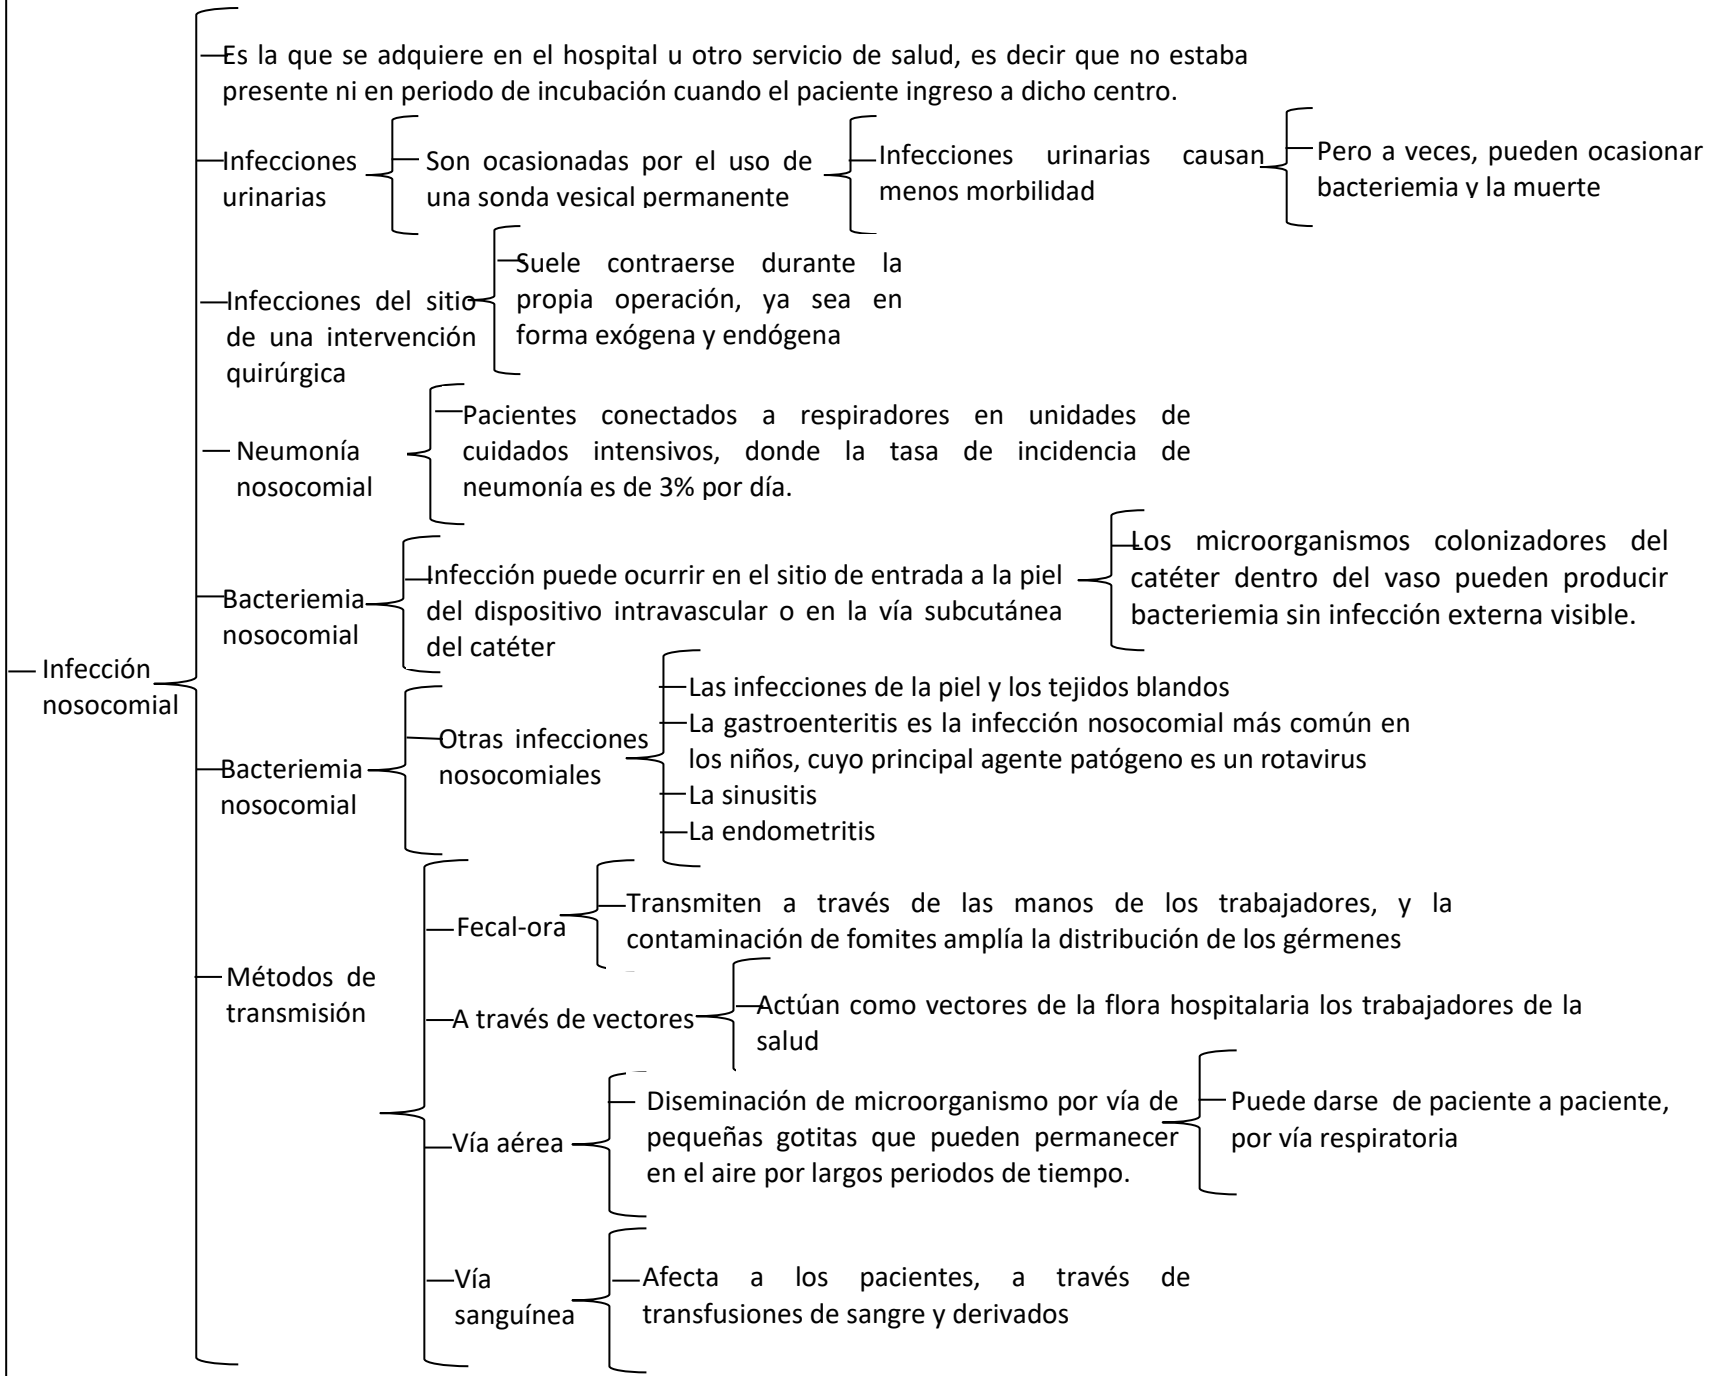 Es la que se adquiere en el hospital u otro servicio de salud, es decir que no estaba
presente ni en periodo de incubación cuando el paciente ingreso a dicho centro.
Infecciones
urinarias
Son ocasionadas por el uso de
una sonda vesical permanente
Infecciones urinarias causan
menos morbilidad
Pero a veces, pueden ocasionar
bacteriemia y la muerte
Infecciones del sitio
de una intervención
quirúrgica
Suele contraerse durante la
propia operación, ya sea en
forma exógena y endógena
Neumonía
nosocomial
Pacientes conectados a respiradores en unidades de
cuidados intensivos, donde la tasa de incidencia de
neumonía es de 3% por día.
Bacteriemia
nosocomial
Infección puede ocurrir en el sitio de entrada a la piel
del dispositivo intravascular o en la vía subcutánea
del catéter
Los microorganismos colonizadores del
catéter dentro del vaso pueden producir
bacteriemia sin infección externa visible.
Infección
nosocomial
Bacteriemia
nosocomial
Otras infecciones
nosocomiales
Las infecciones de la piel y los tejidos blandos
La gastroenteritis es la infección nosocomial más común en
los niños, cuyo principal agente patógeno es un rotavirus
La sinusitis
La endometritis
Métodos de
transmisión
Fecal-ora
Transmiten a través de las manos de los trabajadores, y la
contaminación de fomites amplía la distribución de los gérmenes
A través de vectores
Actúan como vectores de la flora hospitalaria los trabajadores de la
salud
Vía aérea
Diseminación de microorganismo por vía de
pequeñas gotitas que pueden permanecer
en el aire por largos periodos de tiempo.
Puede darse de paciente a paciente,
por vía respiratoria
Vía
sanguínea
Afecta a los pacientes, a través de
transfusiones de sangre y derivados